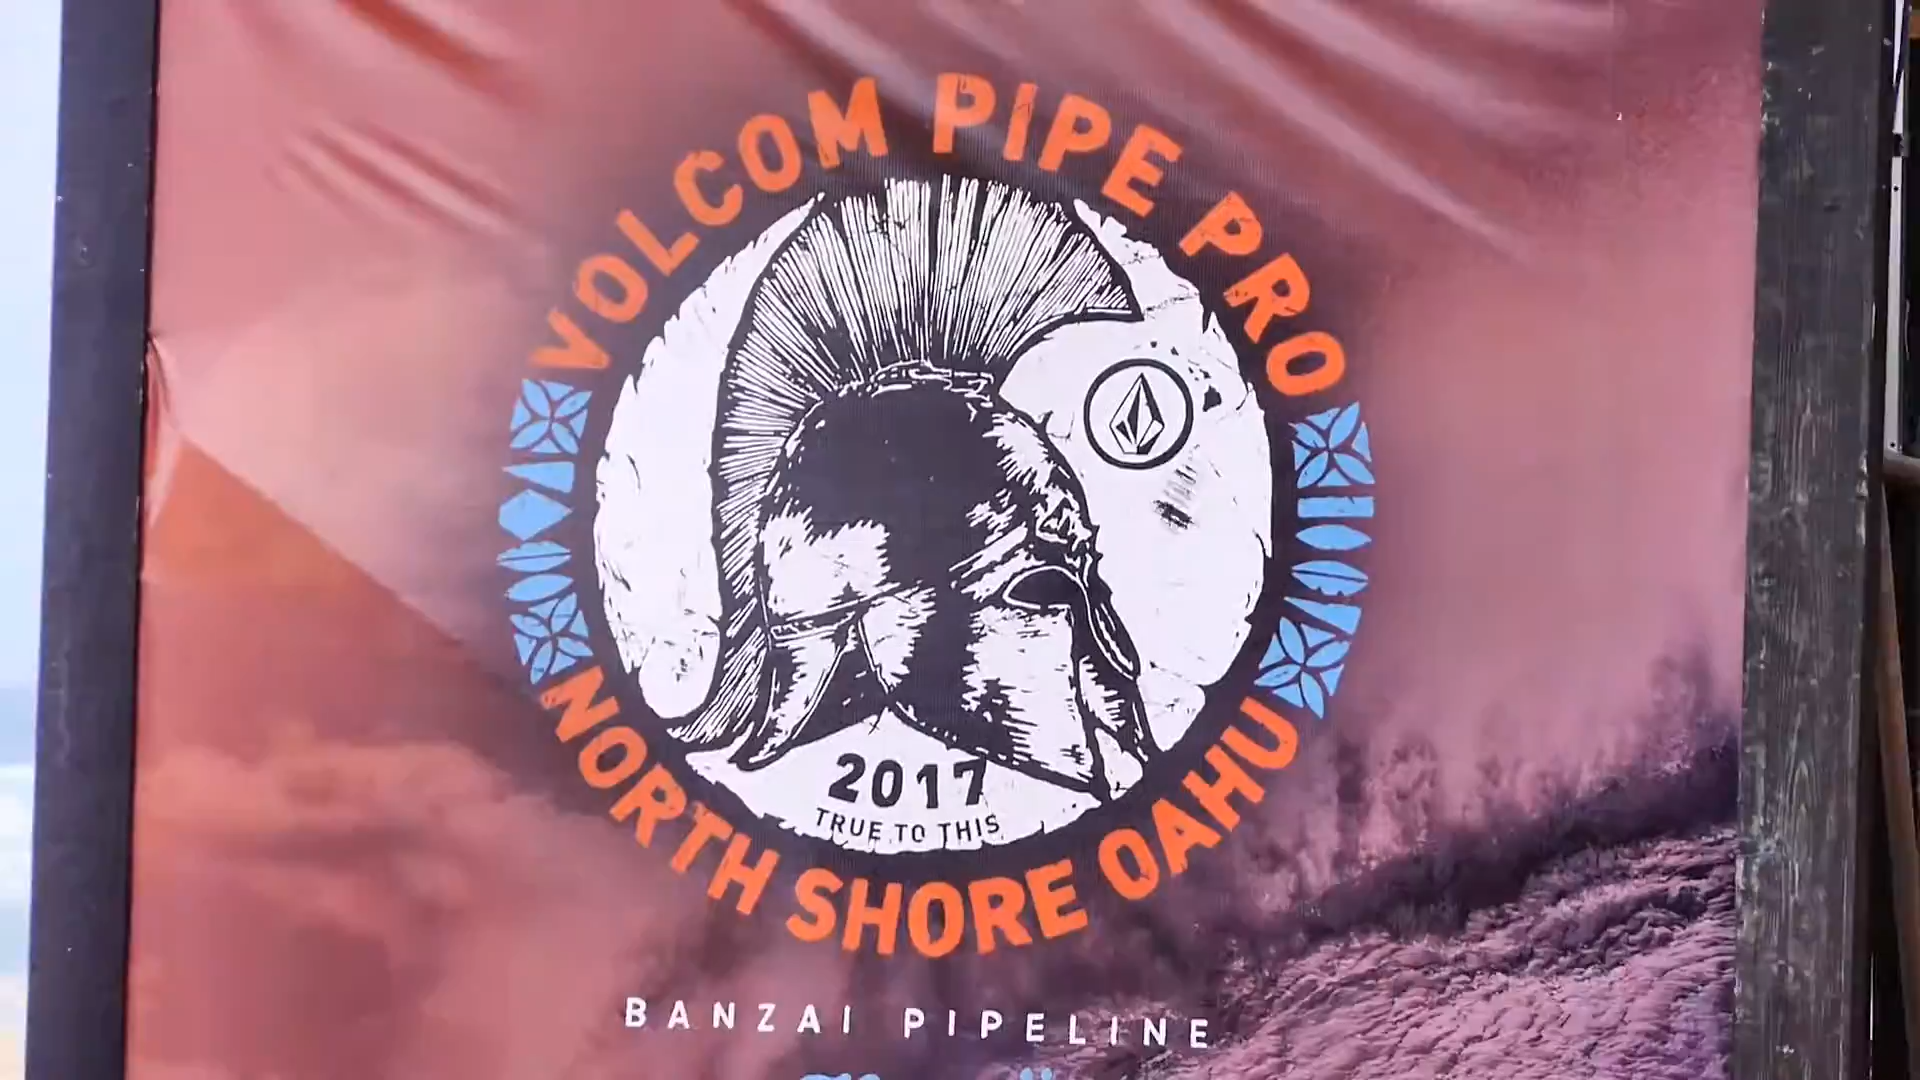 VOLCOM PIPE PRO
2017
TRUE TO THIS
NORTH SHORE OAHU
BANZAI PIPELINE